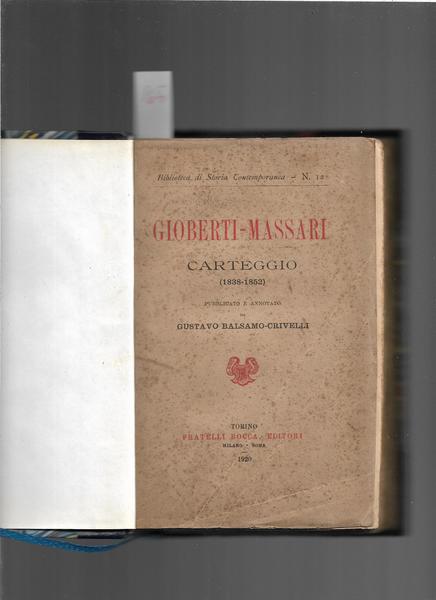 Biblioteca di Storia Contemporanea - N. 12
GIOBERTI-MASSARI
CARTEGGIO
(1838-1852)
PUBBLICATO E ANNOTATO
DA
GUSTAVO BALSAMO-CRIVELLI
TORINO
FRATELLI BOCCA, EDITORI
MILANO - ROMA
1920